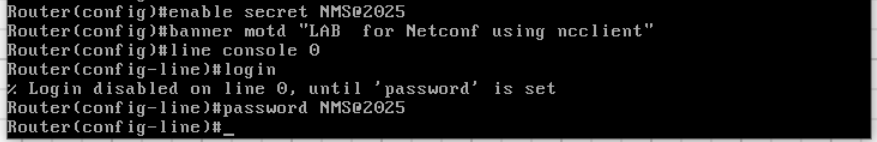 Router(config)#enable secret NMS@2025
Router(config)#banner motd "LAB  for Netconf using ncclient"
Router(config)#line console 0
Router(config-line)#login
% Login disabled on line 0, until 'password' is set
Router(config-line)#password NMS@2025
Router(config-line)#_